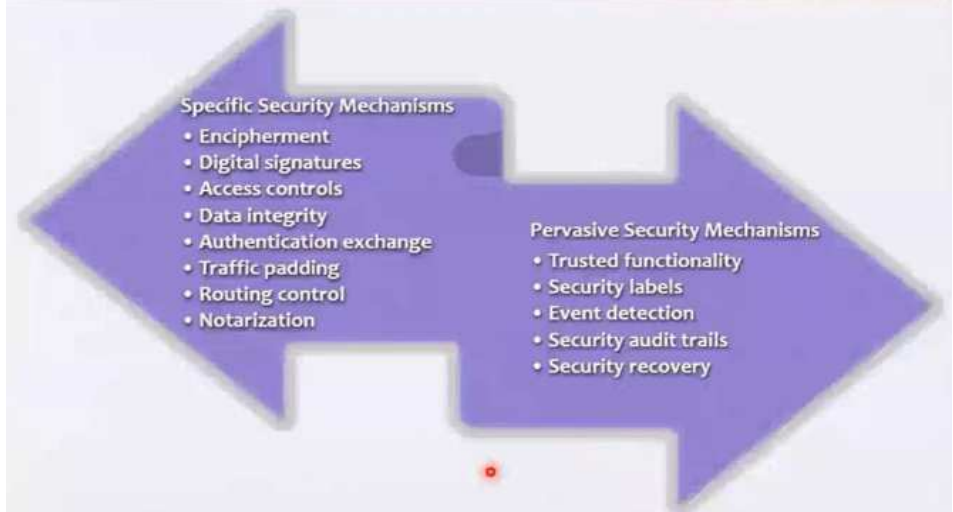 Specific Security Mechanisms
• Encipherment
• Digital signatures
• Access controls
• Data integrity
• Authentication exchange
• Traffic padding
• Routing control
• Notarization
Pervasive Security Mechanisms
• Trusted functionality
• Security labels
• Event detection
• Security audit trails
• Security recovery